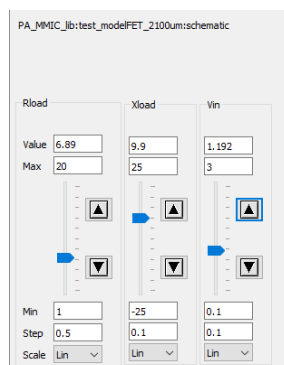 PA_MMIC_lib:test_modelFET_2100um:schematic
Rload Xload Vin
Value 6.89 9.9 1.192
Max 20 25 3
Min 1 -25 0.1
Step 0.5 0.1 0.1
Scale Lin Lin Lin